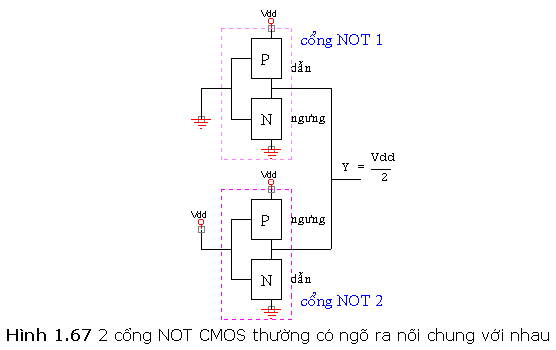 Vdd
cổng NOT 1
P
dẫn
N
ngưng
Y = Vdd
2
Vdd
Vdd
P
ngưng
N
dẫn
cổng NOT 2
Hình 1.67 2 cổng NOT CMOS thường có ngõ ra nối chung với nhau